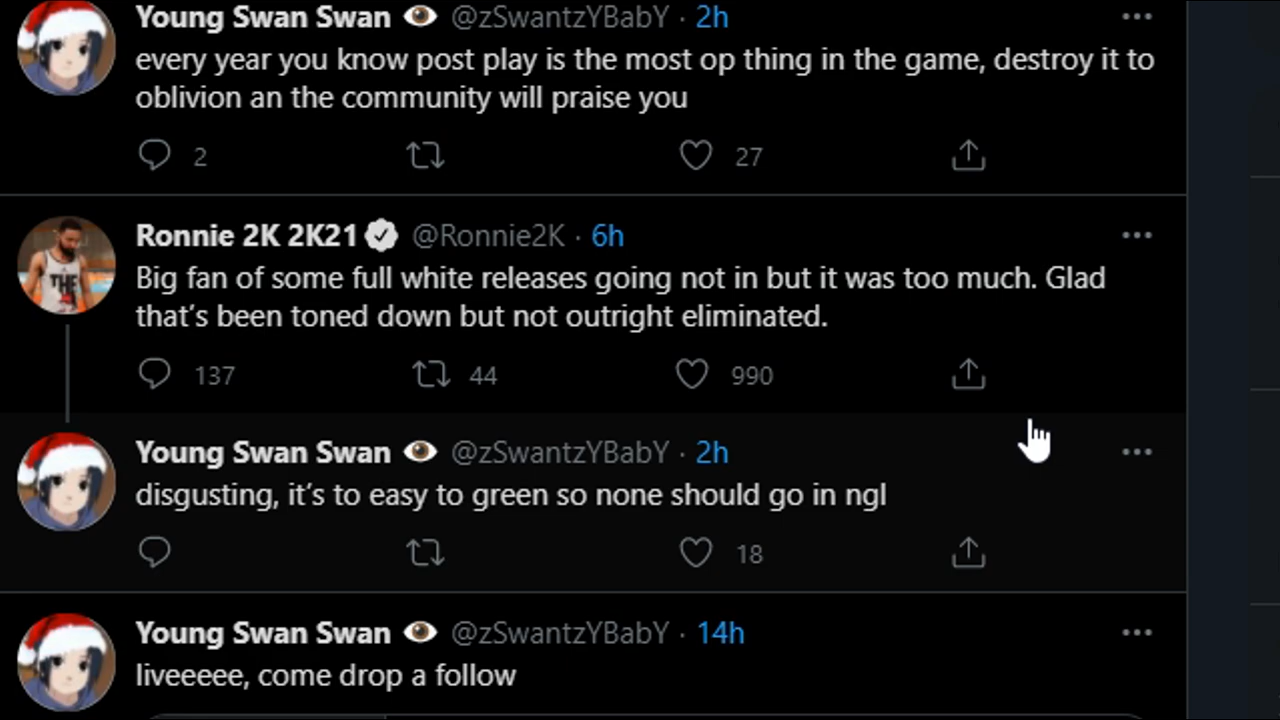 Young Swan Swan 👁 @zSwantzYBabY · 2h
every year you know post play is the most op thing in the game, destroy it to
oblivion an the community will praise you
2 27
Ronnie 2K 2K21 @Ronnie2K · 6h
Big fan of some full white releases going not in but it was too much. Glad
that's been toned down but not outright eliminated.
137 44 990
Young Swan Swan 👁 @zSwantzYBabY · 2h
disgusting, it's to easy to green so none should go in ngl
18
Young Swan Swan 👁 @zSwantzYBabY · 14h
liveeeee, come drop a follow